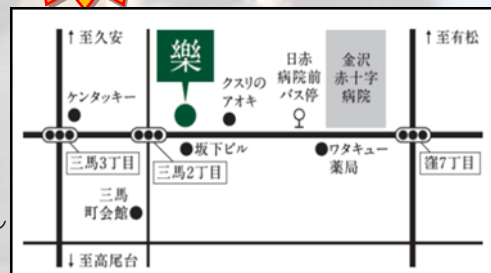 ↑至久安
↑至有松
樂
日赤
病院前
バス停
金沢
赤十字
病院
クスリの
アオキ
ケンタッキー
坂下ビル
ワタキュー
薬局
三馬3丁目
三馬2丁目
窪7丁目
三馬
町会館
↓至高尾台